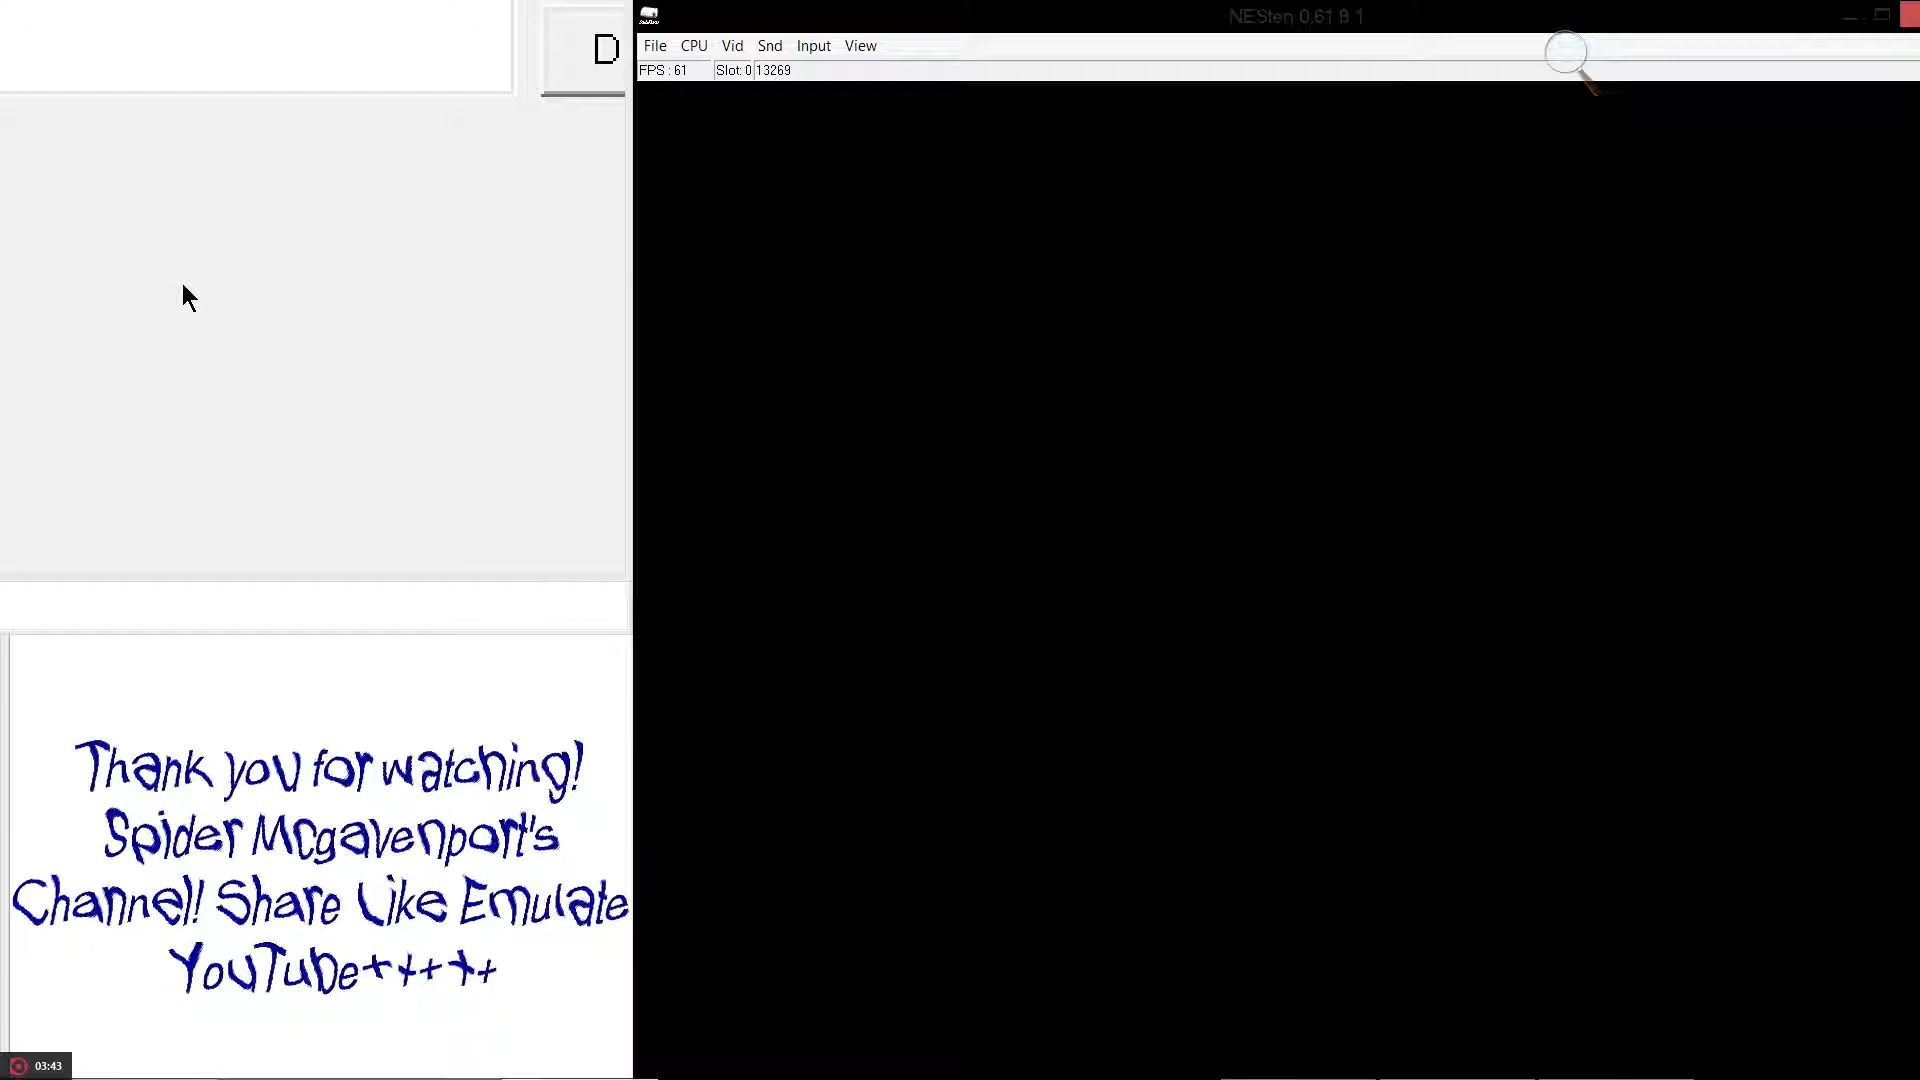 D
NESten 0.61 B 1
File CPU Vid Snd Input View
FPS : 61 Slot: 0 13269
Thank you for watching!
Spider Mcgavenport's
Channel! Share Like Emulate
YouTube+++++
03:43